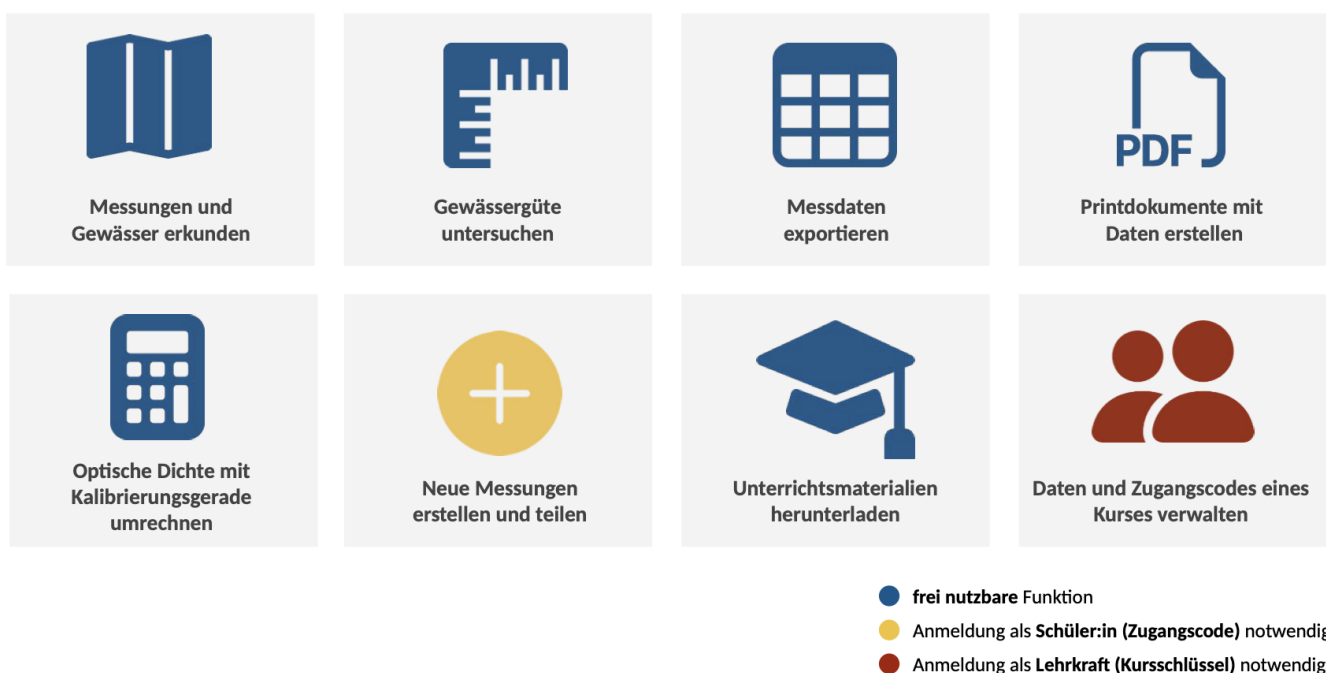 Messungen und
Gewässer erkunden
Gewässergüte
untersuchen
Messdaten
exportieren
PDF
Printdokumente mit
Daten erstellen
Optische Dichte mit
Kalibrierungsgerade
umrechnen
Neue Messungen
erstellen und teilen
Unterrichtsmaterialien
herunterladen
Daten und Zugangscodes eines
Kurses verwalten
frei nutzbare Funktion
Anmeldung als Schüler:in (Zugangscode) notwendig
Anmeldung als Lehrkraft (Kursschlüssel) notwendig